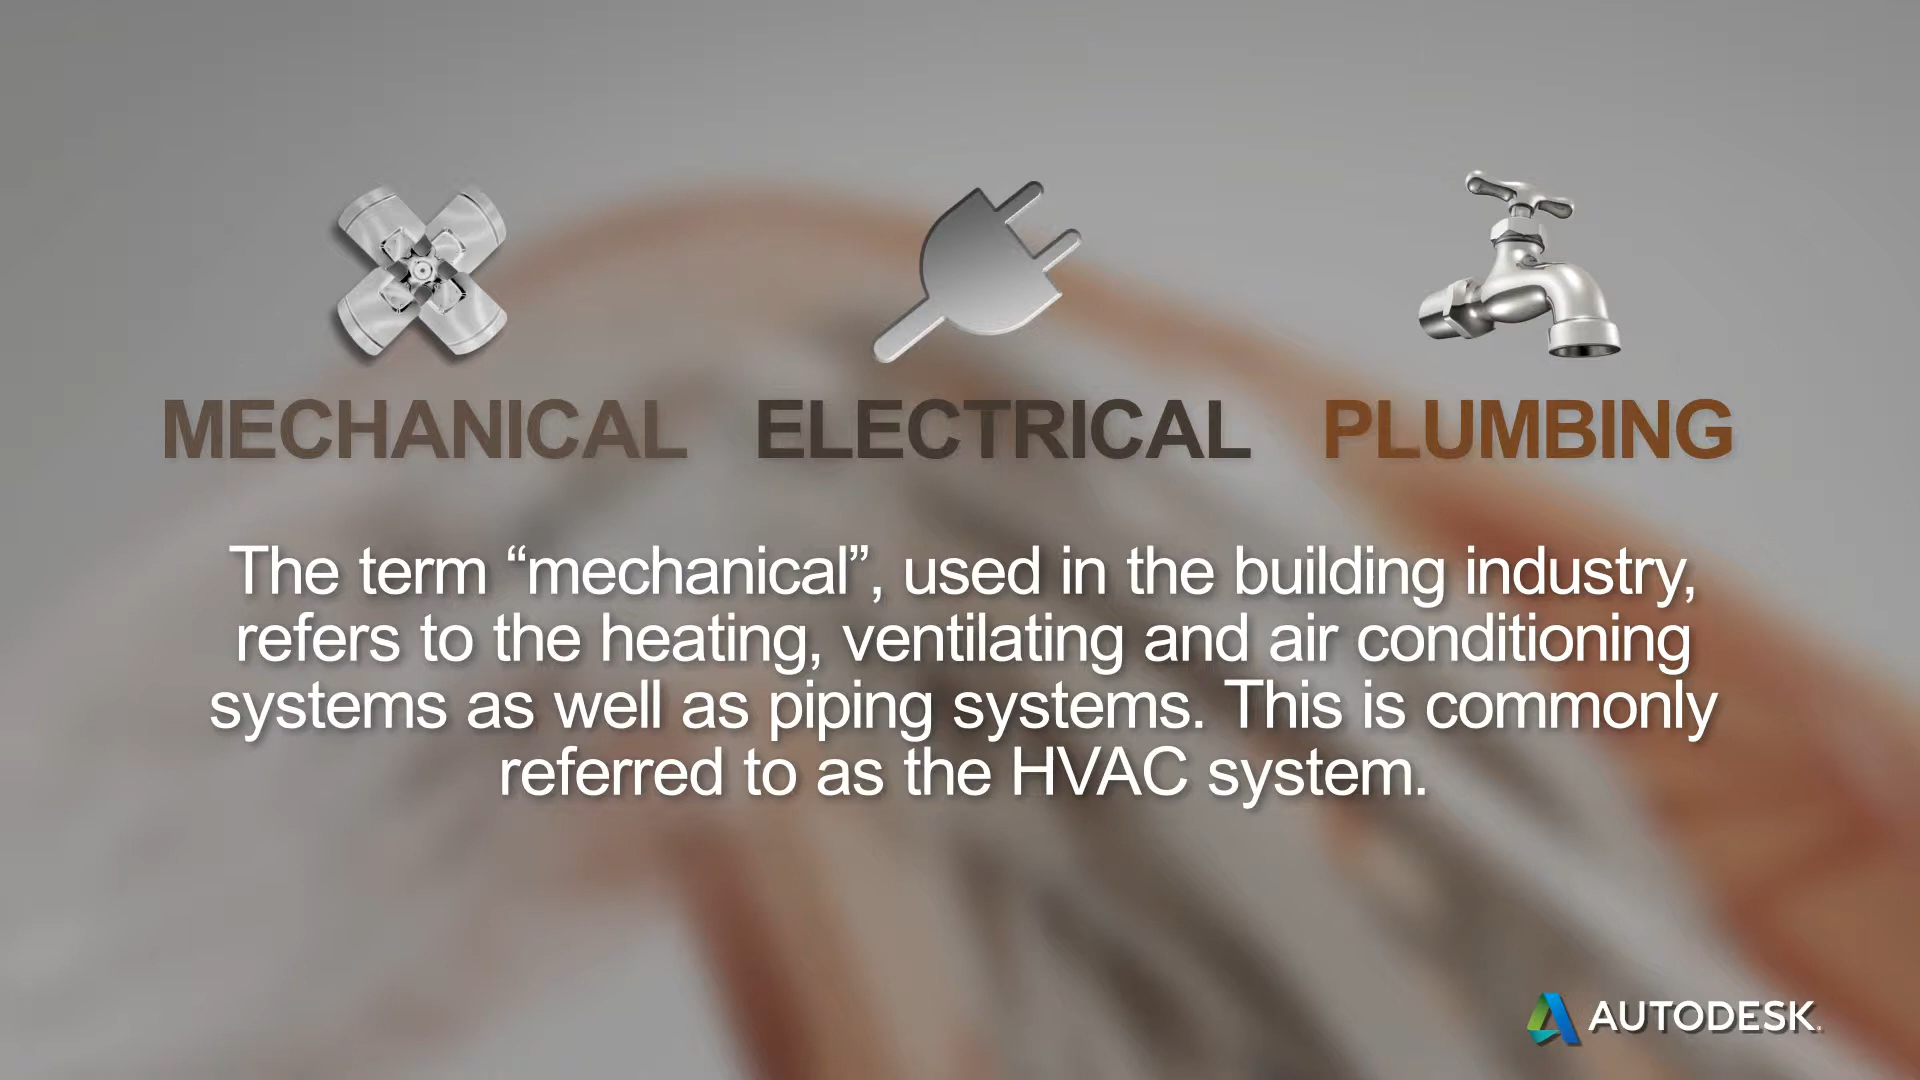 MECHANICAL ELECTRICAL PLUMBING
The term “mechanical”, used in the building industry,
refers to the heating, ventilating and air conditioning
systems as well as piping systems. This is commonly
referred to as the HVAC system.
AUTODESK.